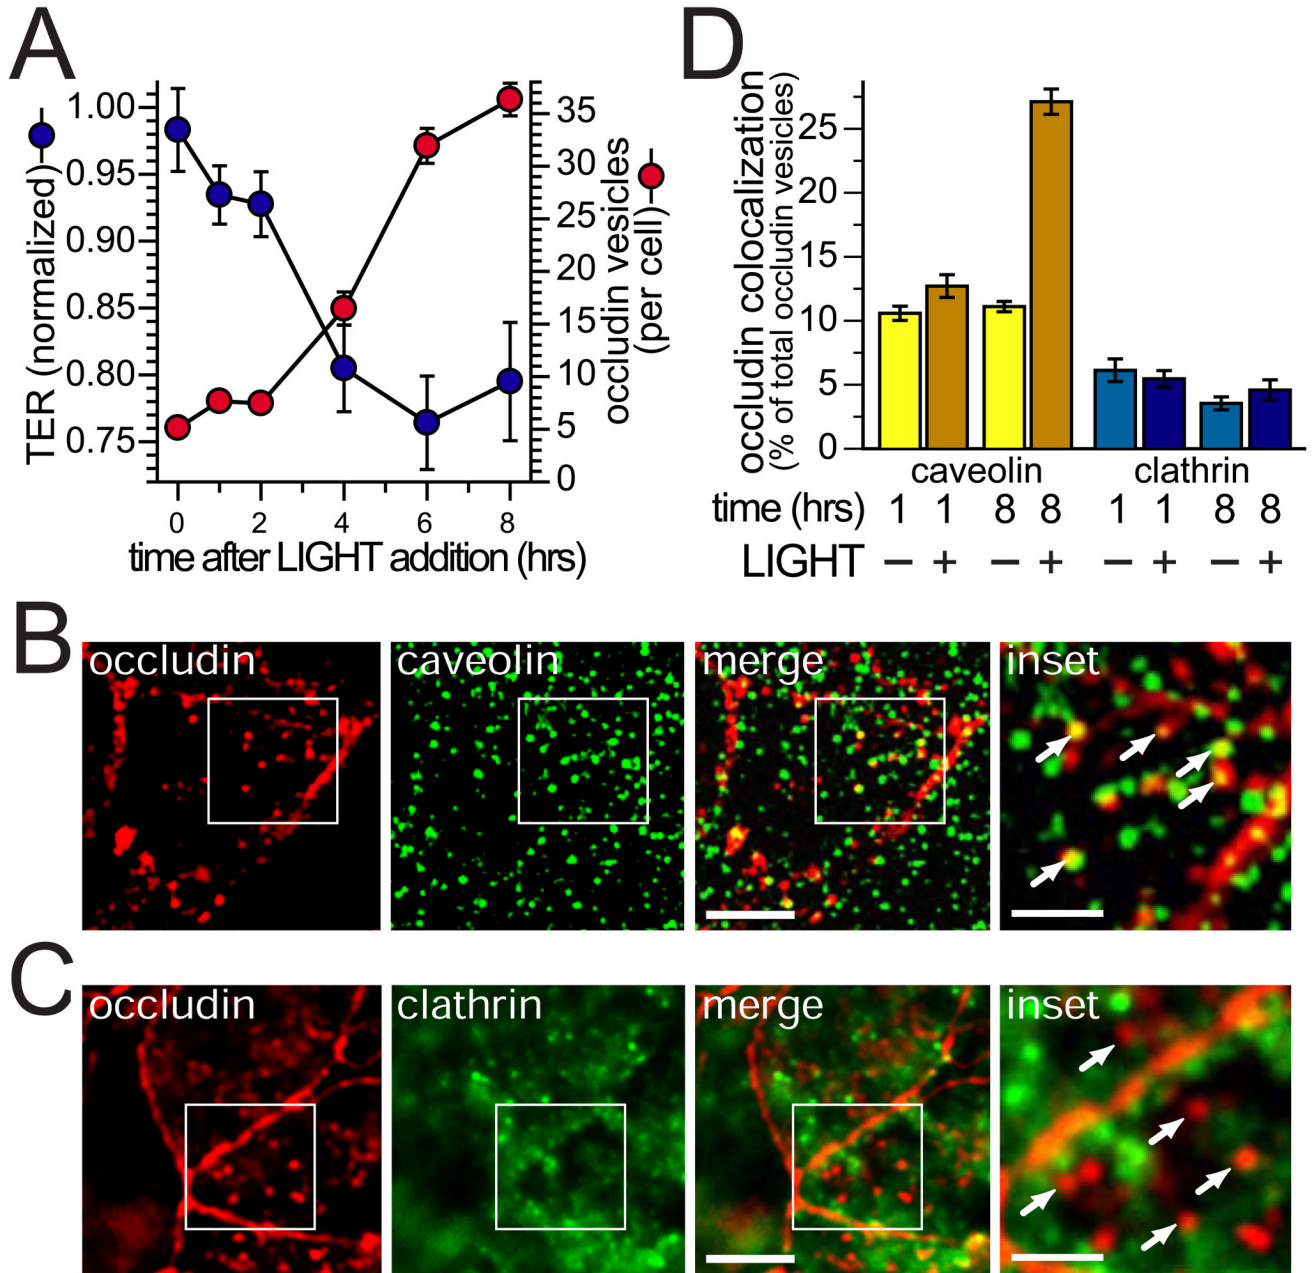 A
TER (normalized)
1.00
0.95
0.90
0.85
0.80
0.75
35
30
25
20
15
10
5
0
occludin vesicles
(per cell)
0 2 4 6 8
time after LIGHT addition (hrs)
D
occludin colocalization
(% of total occludin vesicles)
25
20
15
10
5
0
caveolin clathrin
time (hrs) 1 1 8 8 1 1 8 8
LIGHT − + − + − + − +
B
occludin caveolin merge inset
C
occludin clathrin merge inset